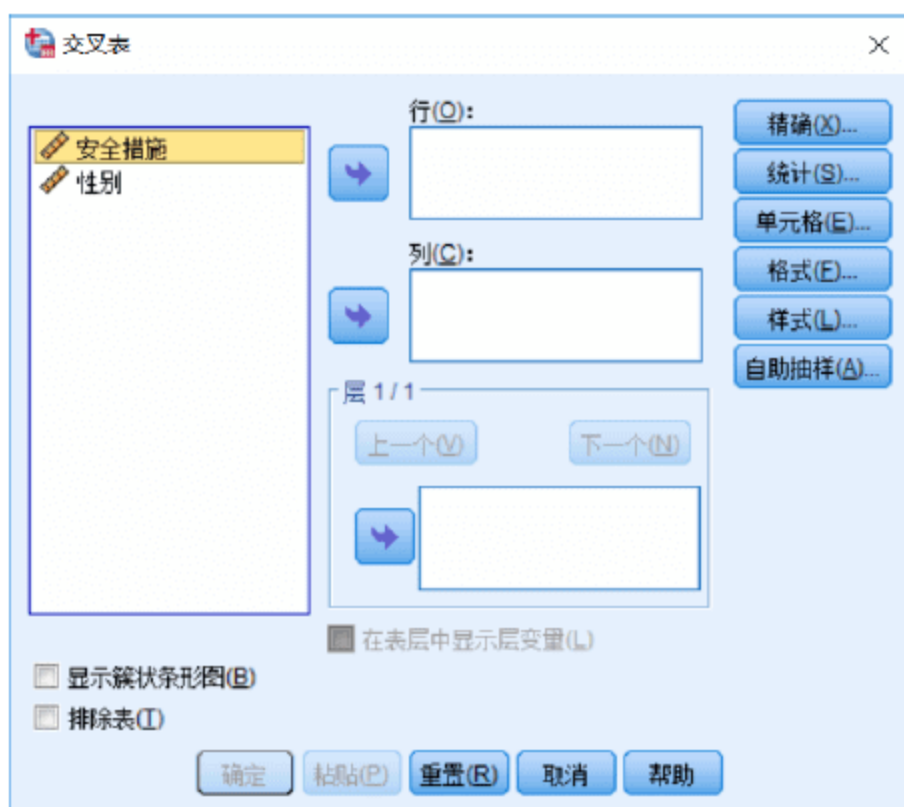 交叉表
安全措施
性别
行(O):
列(C):
层 1 / 1
上一个(V)
下一个(N)
在表层中显示层变量(L)
精确(X)...
统计(S)...
单元格(E)...
格式(F)...
样式(L)...
自助抽样(A)...
显示簇状条形图(B)
排除表(T)
确定
粘贴(P)
重置(R)
取消
帮助